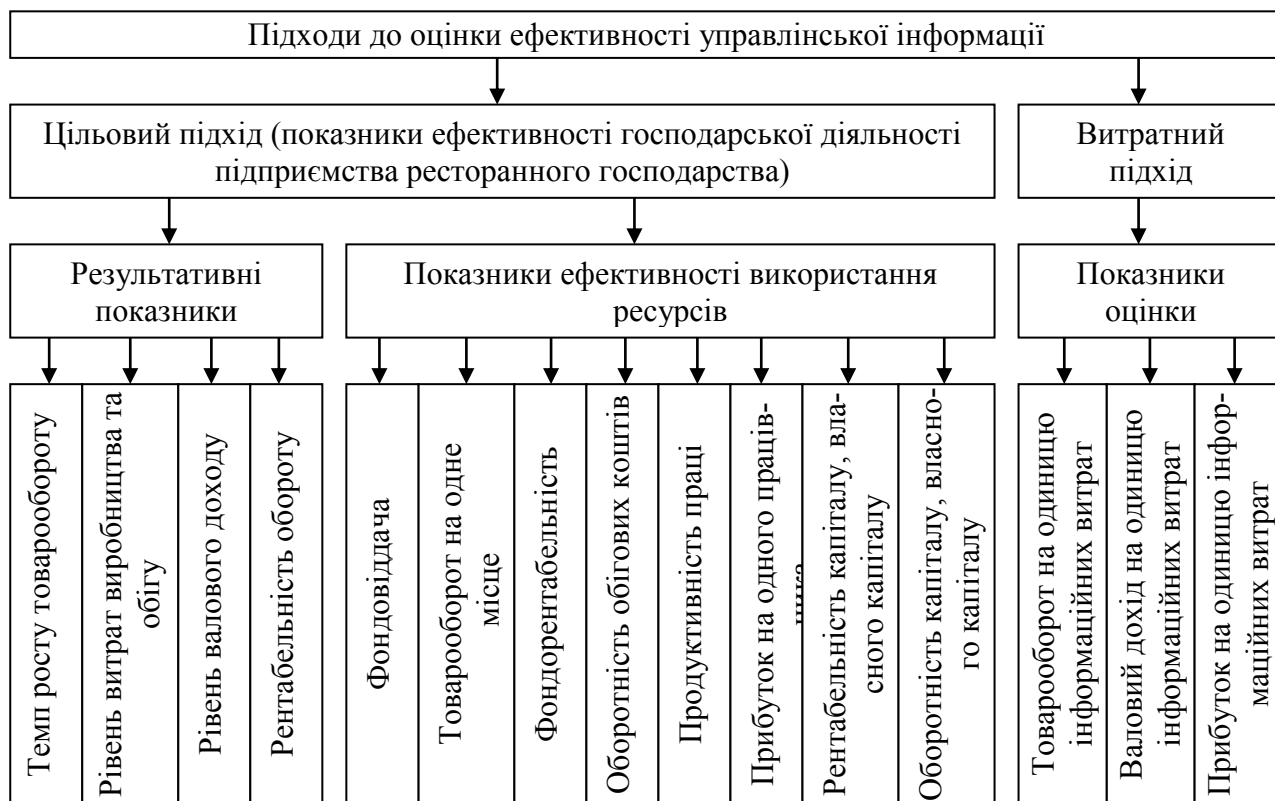 Підходи до оцінки ефективності управлінської інформації
Цільовий підхід (показники ефективності господарської діяльності
підприємства ресторанного господарства)
Витратний
підхід
Результативні
показники
Показники ефективності використання
ресурсів
Показники
оцінки
Темп росту товарообороту
Рівень витрат виробництва та
обігу
Рівень валового доходу
Рентабельність обороту
Фондовіддача
Товарооборот на одне
місце
Фондорентабельність
Оборотність обігових коштів
Продуктивність праці
Прибуток на одного праців-
ника
Рентабельність капіталу, вла-
сного капіталу
Оборотність капіталу, власно-
го капіталу
Товарооборот на одиницю
інформаційних витрат
Валовий дохід на одиницю
інформаційних витрат
Прибуток на одиницю інфор-
маційних витрат